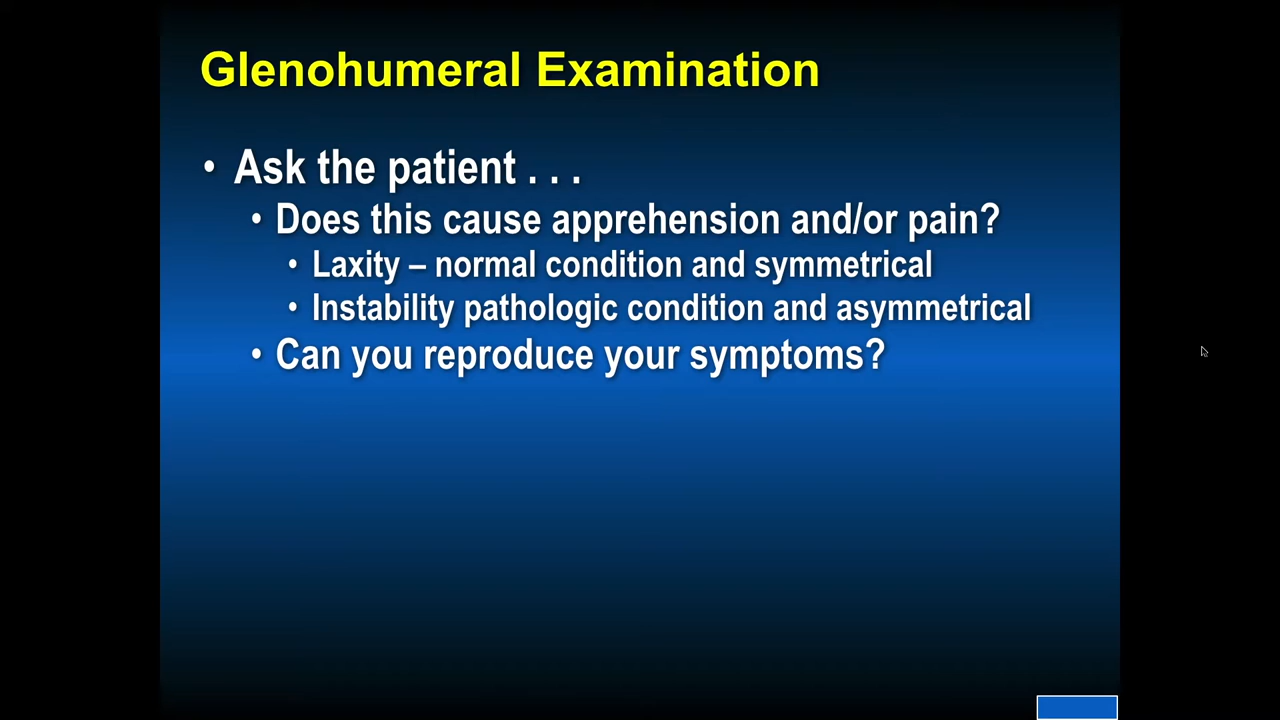 Glenohumeral Examination
• Ask the patient . . .
• Does this cause apprehension and/or pain?
• Laxity – normal condition and symmetrical
• Instability pathologic condition and asymmetrical
• Can you reproduce your symptoms?